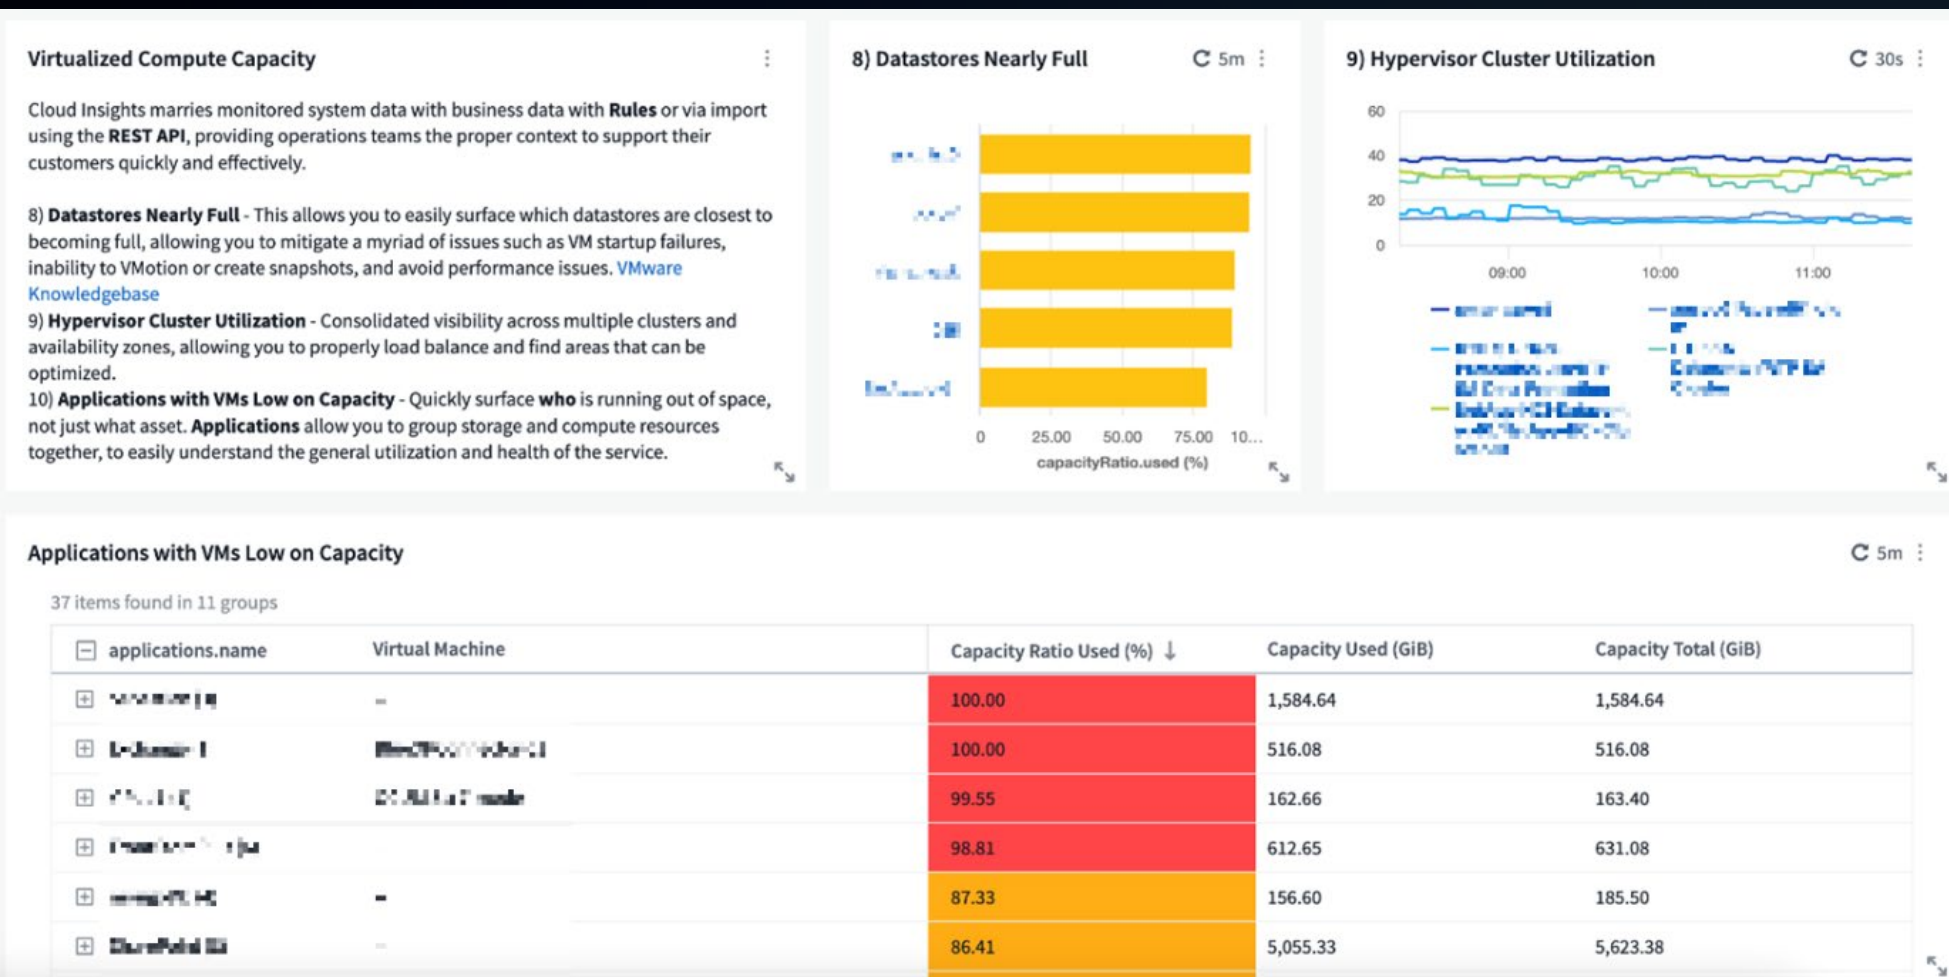 Virtualized Compute Capacity
Cloud Insights marries monitored system data with business data with Rules or via import
using the REST API, providing operations teams the proper context to support their
customers quickly and effectively.
8) Datastores Nearly Full - This allows you to easily surface which datastores are closest to
becoming full, allowing you to mitigate a myriad of issues such as VM startup failures,
inability to VMotion or create snapshots, and avoid performance issues. VMware
Knowledgebase
9) Hypervisor Cluster Utilization - Consolidated visibility across multiple clusters and
availability zones, allowing you to properly load balance and find areas that can be
optimized.
10) Applications with VMs Low on Capacity - Quickly surface who is running out of space,
not just what asset. Applications allow you to group storage and compute resources
together, to easily understand the general utilization and health of the service.
8) Datastores Nearly Full 5m
0 25.00 50.00 75.00 10...
capacityRatio.used (%)
9) Hypervisor Cluster Utilization 30s
60
40
20
0
09:00 10:00 11:00
Applications with VMs Low on Capacity 5m
37 items found in 11 groups
applications.name Virtual Machine Capacity Ratio Used (%) ↓ Capacity Used (GiB) Capacity Total (GiB)
100.00 1,584.64 1,584.64
100.00 516.08 516.08
99.55 162.66 163.40
98.81 612.65 631.08
87.33 156.60 185.50
86.41 5,055.33 5,623.38